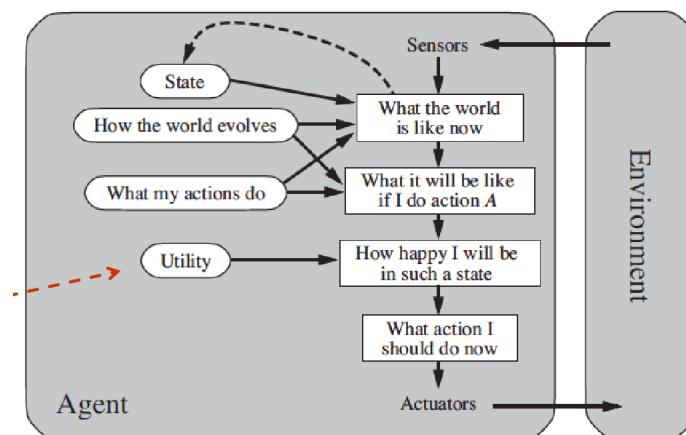 Sensors
State
What the world
is like now
How the world evolves
What it will be like
if I do action A
What my actions do
How happy I will be
in such a state
Utility
What action I
should do now
Actuators
Agent
Environment